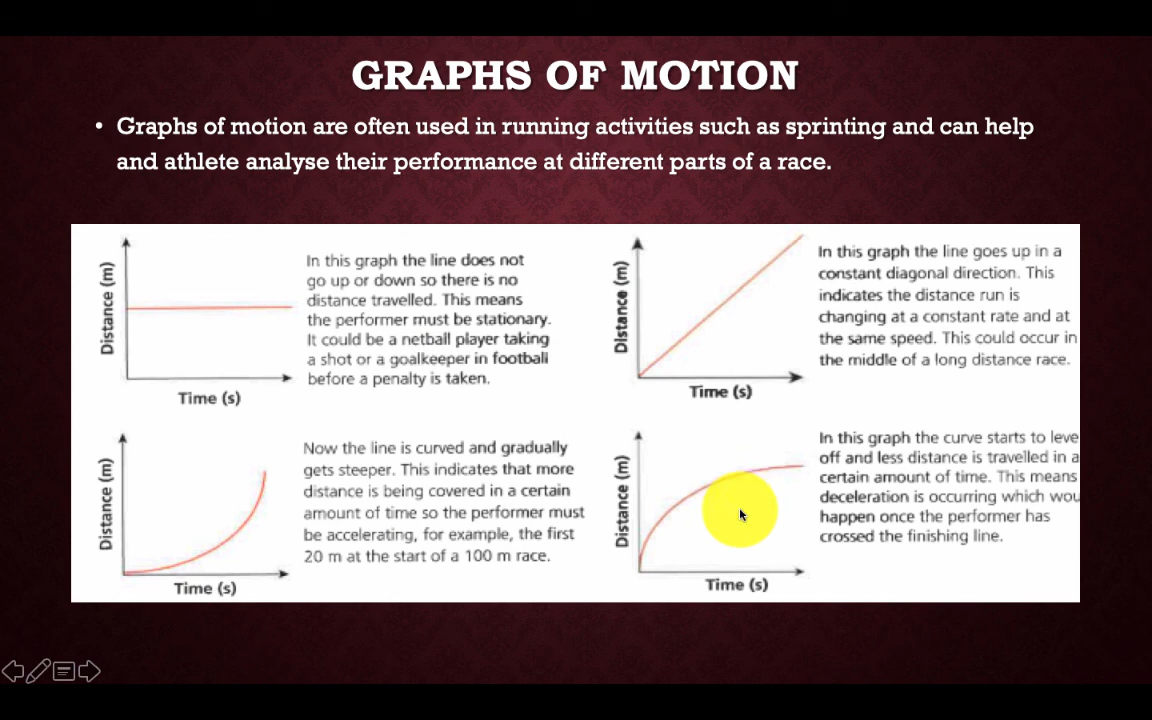 GRAPHS OF MOTION
• Graphs of motion are often used in running activities such as sprinting and can help
and athlete analyse their performance at different parts of a race.
Distance (m)
Time (s)
In this graph the line does not
go up or down so there is no
distance travelled. This means
the performer must be stationary.
It could be a netball player taking
a shot or a goalkeeper in football
before a penalty is taken.
Distance (m)
Time (s)
In this graph the line goes up in a
constant diagonal direction. This
indicates the distance run is
changing at a constant rate and at
the same speed. This could occur in
the middle of a long distance race.
Distance (m)
Time (s)
Now the line is curved and gradually
gets steeper. This indicates that more
distance is being covered in a certain
amount of time so the performer must
be accelerating, for example, the first
20 m at the start of a 100 m race.
Distance (m)
Time (s)
In this graph the curve starts to leve
off and less distance is travelled in a
certain amount of time. This means
deceleration is occurring which wou
happen once the performer has
crossed the finishing line.